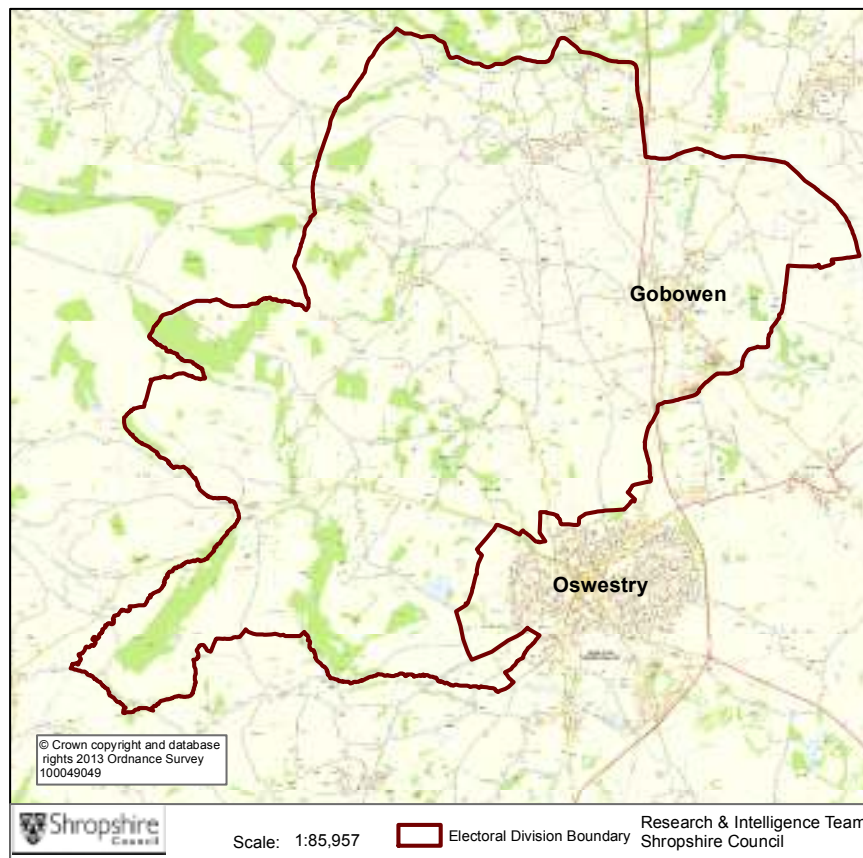 Gobowen
Oswestry
© Crown copyright and database
rights 2013 Ordnance Survey
100049049
Shropshire
Council
Scale: 1:85,957
Electoral Division Boundary
Research & Intelligence Team
Shropshire Council